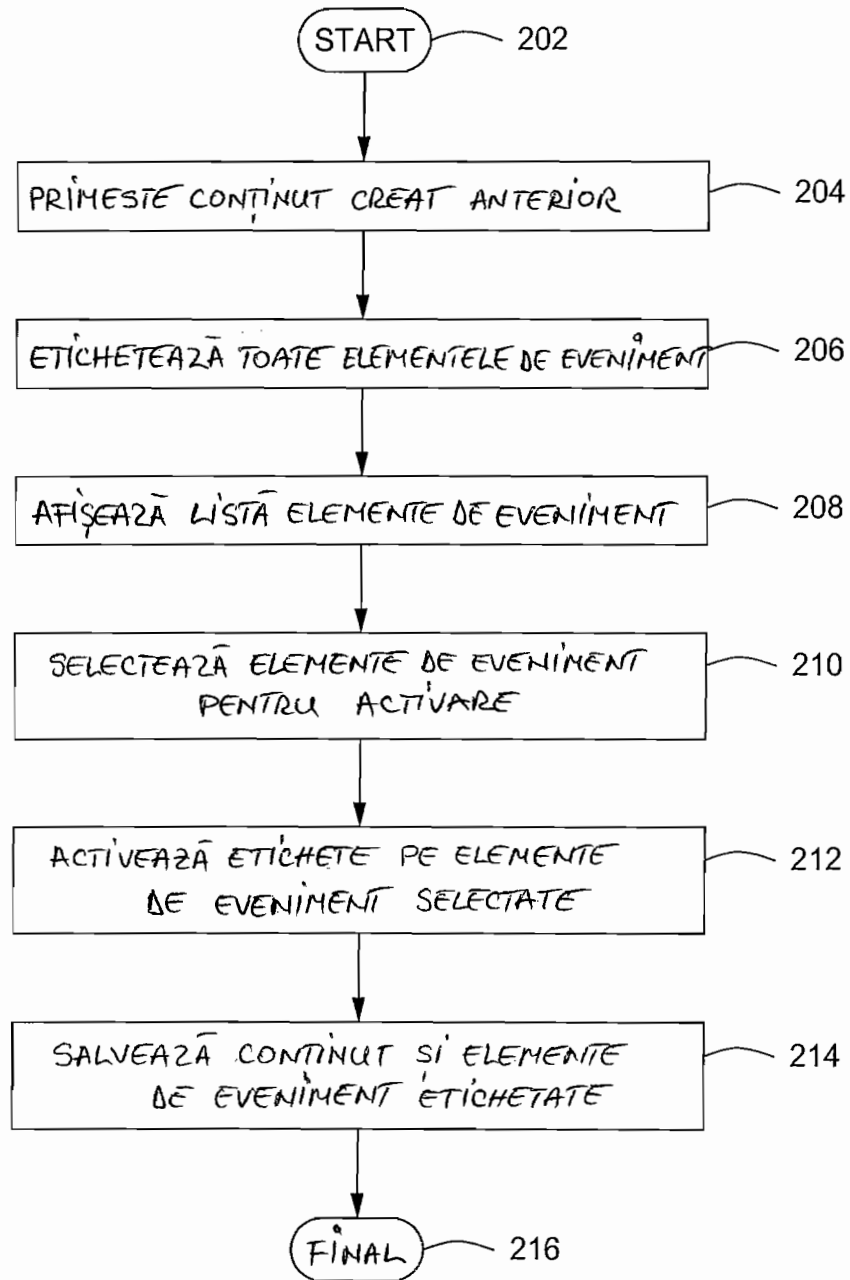 START 202
PRIMESTE CONȚINUT CREAT ANTERIOR 204
ETICHETEAZĂ TOATE ELEMENTELE DE EVENIMENT 206
AFIȘEAZĂ LISTĂ ELEMENTE DE EVENIMENT 208
SELECTEAZĂ ELEMENTE DE EVENIMENT 210
PENTRU ACTIVARE
ACTIVEAZĂ ETICHETE PE ELEMENTE 212
DE EVENIMENT SELECTATE
SALVEAZĂ CONȚINUT ȘI ELEMENTE 214
DE EVENIMENT ETICHETATE
FINAL 216